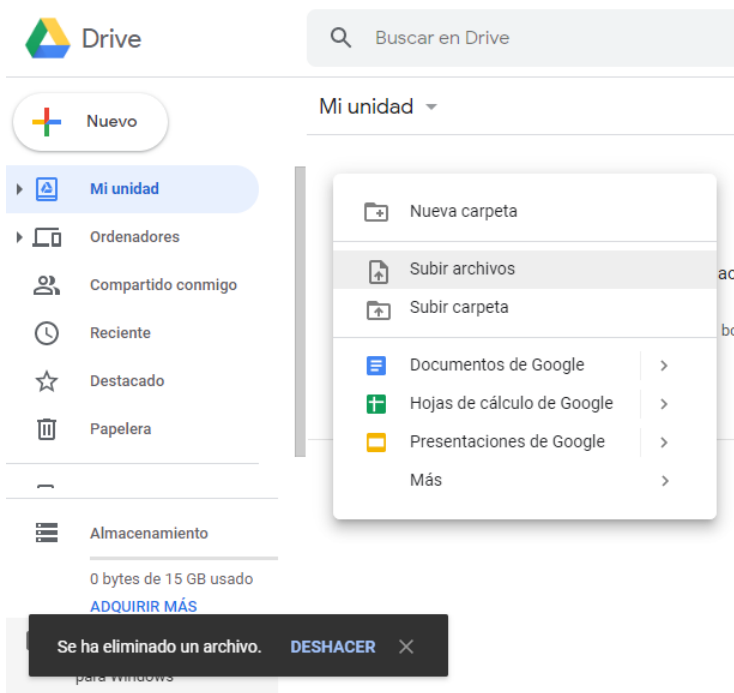 Drive
Buscar en Drive
Nuevo
Mi unidad
Mi unidad
Ordenadores
Compartido conmigo
Reciente
Destacado
Papelera
Nueva carpeta
Subir archivos
Subir carpeta
Documentos de Google
Hojas de cálculo de Google
Presentaciones de Google
Más
Almacenamiento
0 bytes de 15 GB usado
ADQUIRIR MÁS
Se ha eliminado un archivo. DESHACER
para Windows